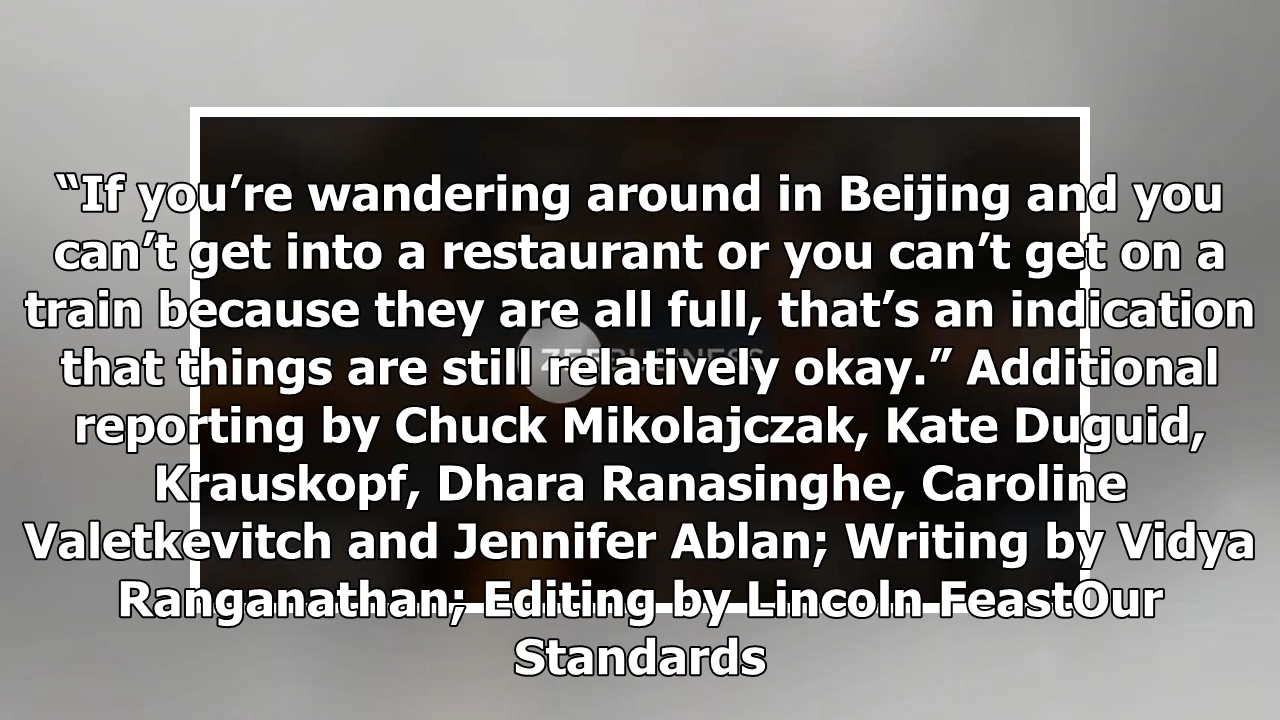 “If you’re wandering around in Beijing and you
can’t get into a restaurant or you can’t get on a
train because they are all full, that’s an indication
that things are still relatively okay.” Additional
reporting by Chuck Mikolajczak, Kate Duguid,
Krauskopf, Dhara Ranasinghe, Caroline
Valetkevitch and Jennifer Ablan; Writing by Vidya
Ranganathan; Editing by Lincoln FeastOur
Standards